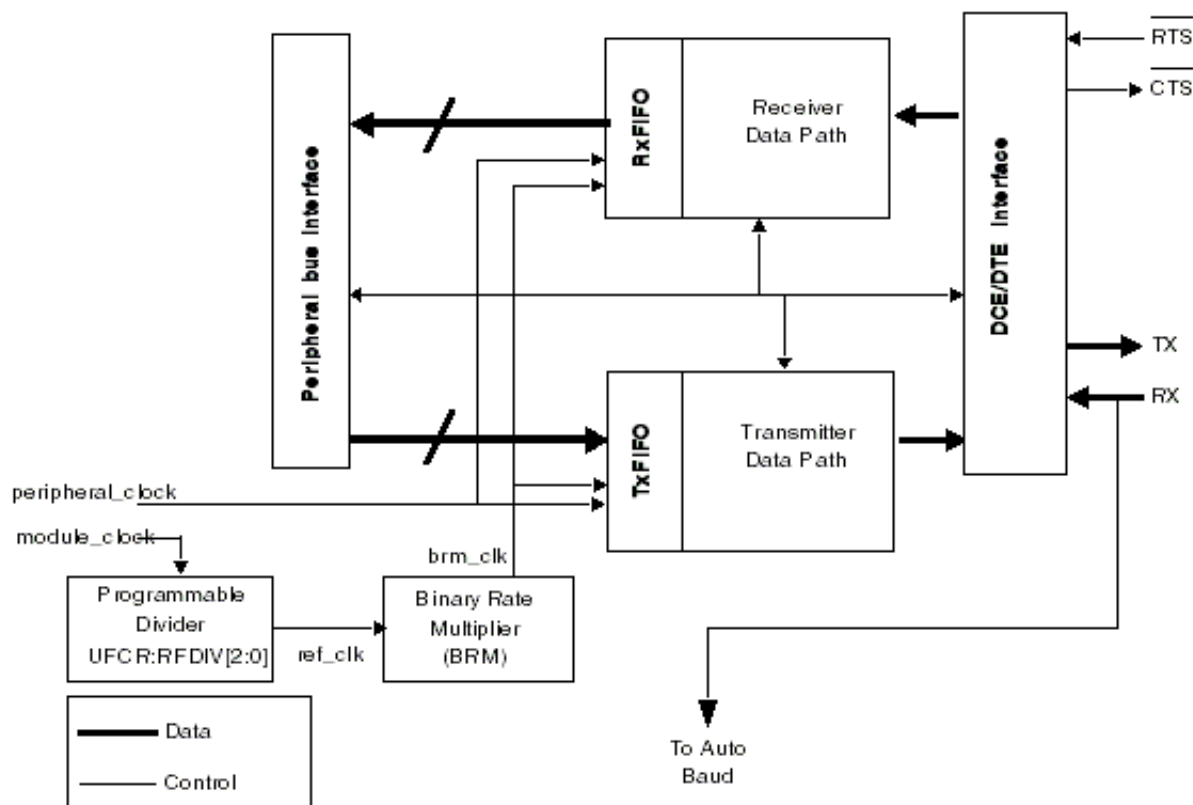 Peripheral bus Interface
RxFIFO
Receiver
Data Path
DCE/DTE Interface
RTS
CTS
TX
RX
TxFIFO
Transmitter
Data Path
peripheral_clock
module_clock
brm_clk
Programmable
Divider
UFCR:RFDIV[2:0]
ref_clk
Binary Rate
Multiplier
(BRM)
Data
Control
To Auto
Baud